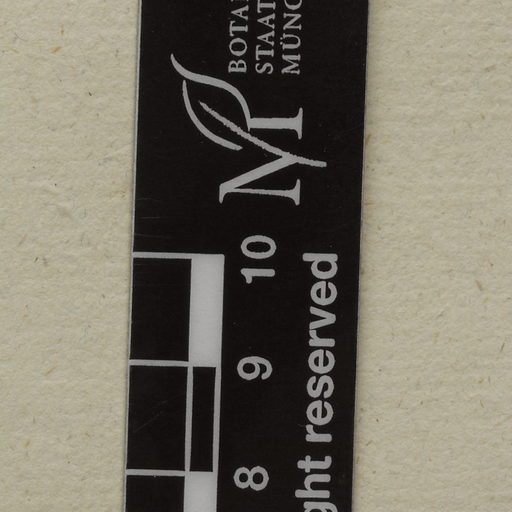 BOTA
STAAT
MÜNC
M
10
9
8
ght reserved